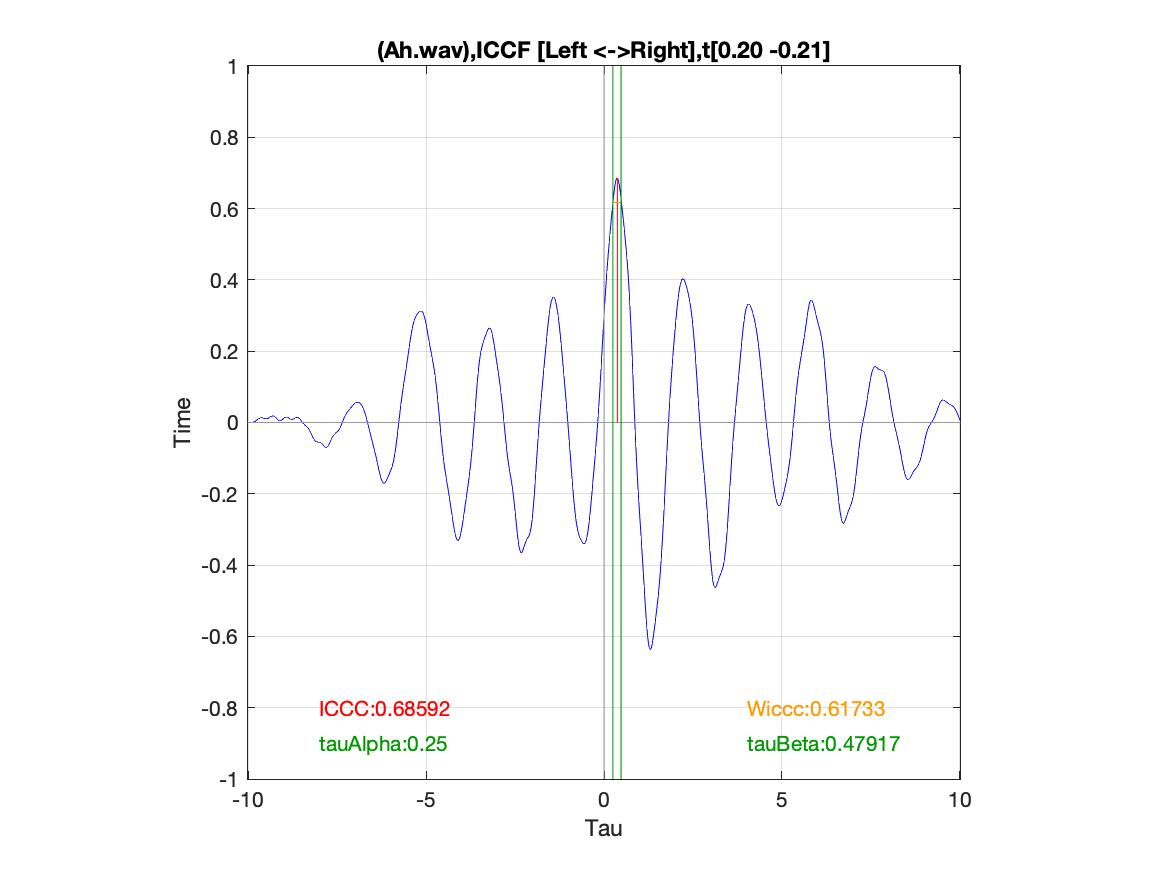 (Ah.wav),ICCF [Left <->Right],t[0.20 -0.21]
1
0.8
0.6
0.4
0.2
0
-0.2
-0.4
-0.6
-0.8
-1
Time
ICCC:0.68592
Wiccc:0.61733
tauAlpha:0.25
tauBeta:0.47917
-10
-5
0
5
10
Tau